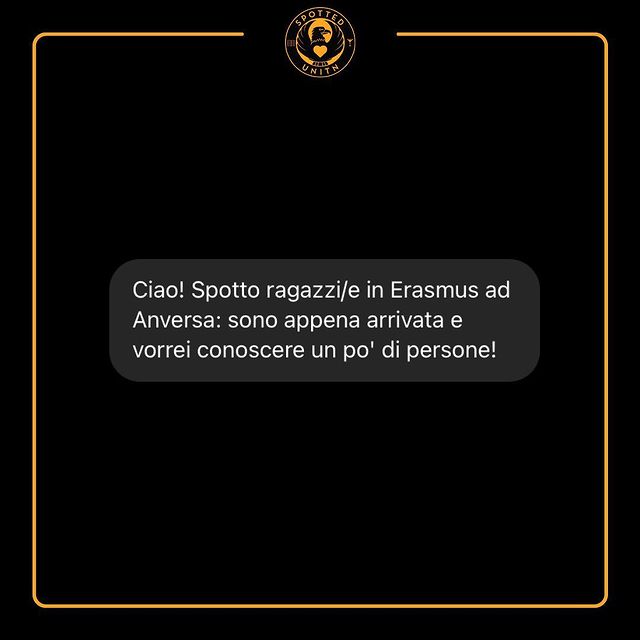 SPOTTED
UNITN
Ciao! Spotto ragazzi/e in Erasmus ad
Anversa: sono appena arrivata e
vorrei conoscere un po' di persone!